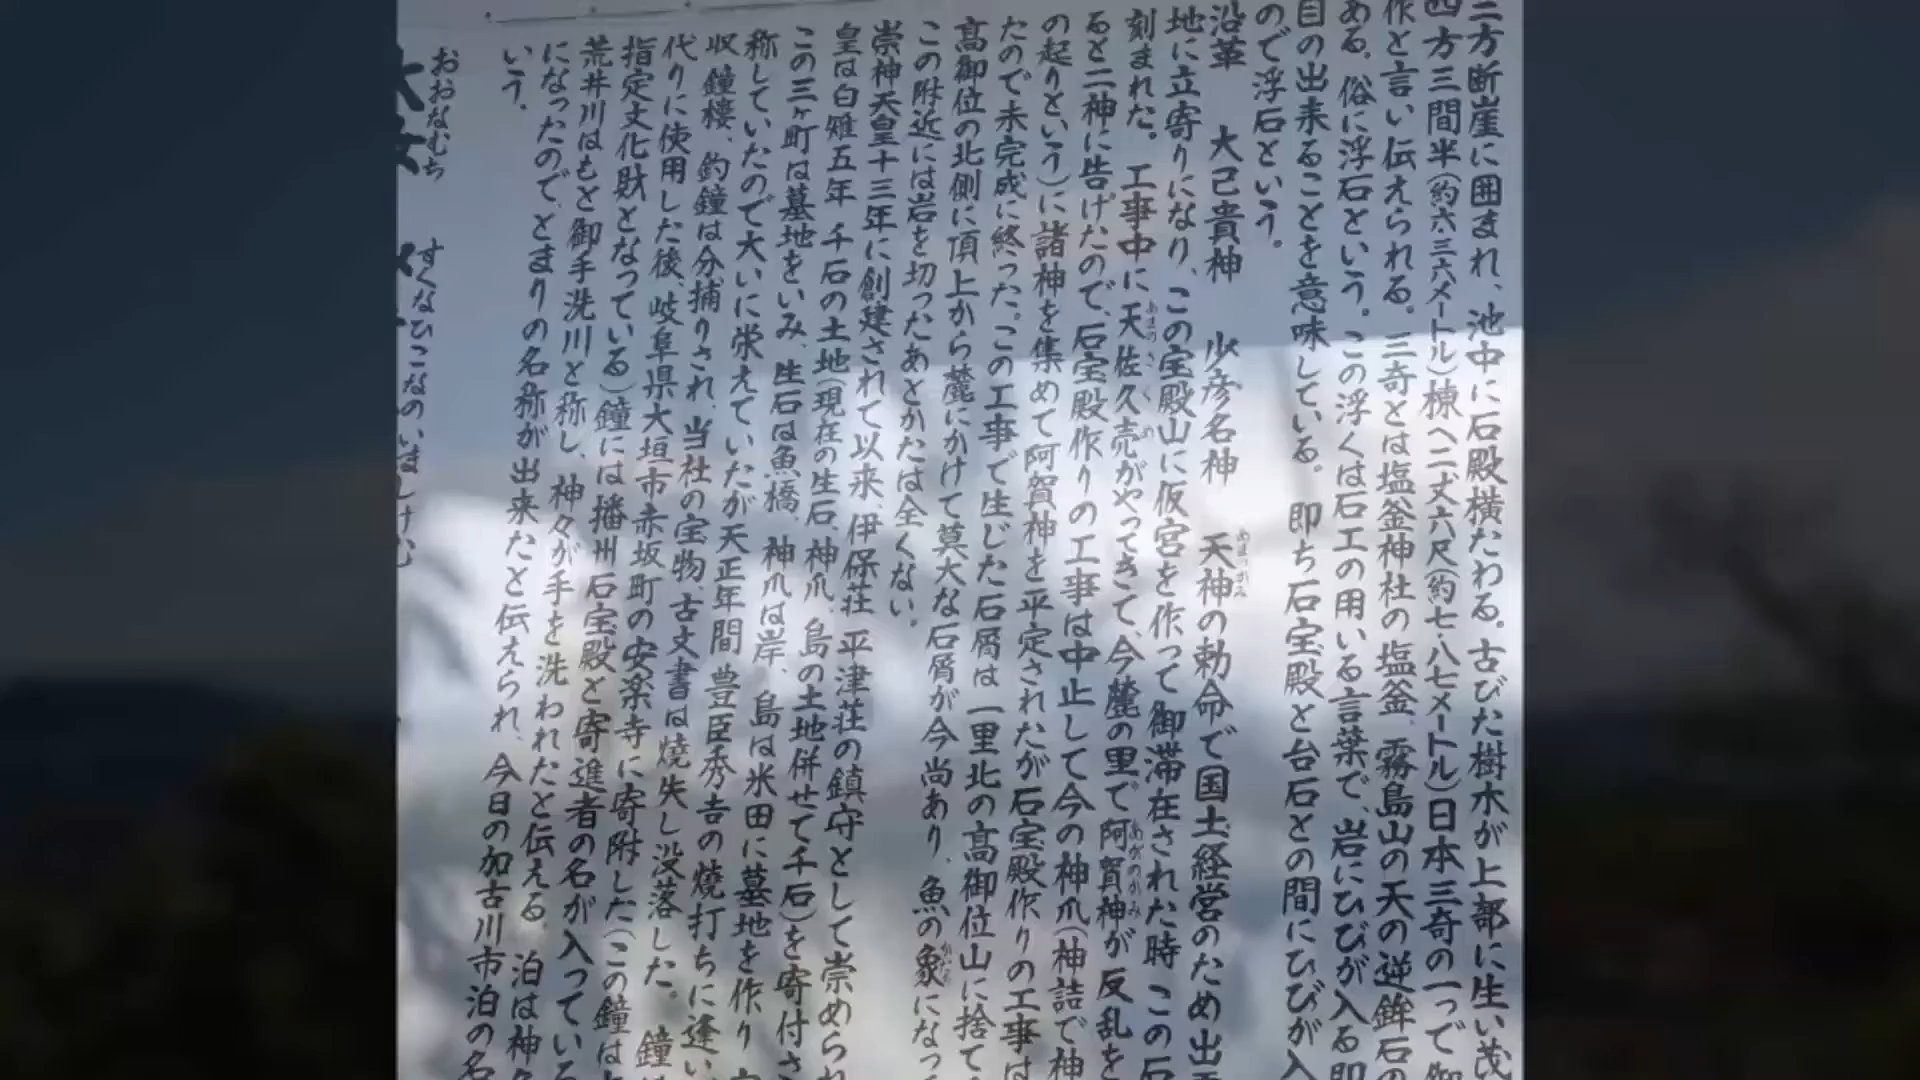 三方断崖に囲まれ、池中に石殿横たわる。古びた樹木が上部に生い茂
四方三間半(約六.三六メートル)棟へ二丈六尺(約七.八七メートル)日本三奇の一つで御
作と言い伝えられる。三奇とは塩釜神社の塩釜、霧島山の天の逆鉾石の
ある。俗に浮石という。この浮くは石工の用いる言葉で、岩にひびが入る即
目の出来ることを意味している。即ち石宝殿と台石との間にひびが入
ので浮石という。
沿革 大己貴神 少彦名神 天神の勅命で国土経営のため出
あまつかみ
地に立寄りになり、この宝殿山に仮宮を作って御滞在された時 この石
刻まれた。工事中に天佐久売がやってきて、今麓の里で阿賀神が反乱を
あまのさくめ
あがのかみ
ると二神に告げたので、石宝殿作りの工事は中止して今の神爪(神詰で神
の起りという)に諸神を集めて阿賀神を平定されたが石宝殿作りの工事は
たので未完成に終った。この工事で生じた石屑は一里北の高御位山に捨て
高御位の北側に頂上から麓にかけて莫大な石屑が今尚あり、魚の象になっ
かたち
この附近には岩を切ったあとかたは全くない。
崇神天皇十三年に創建されて以来、伊保荘 平津荘の鎮守として崇められ
皇は白雉五年 千石の土地(現在の生石、神爪、島の土地併せて千石)を寄付さ
この三ヶ町は墓地をいみ、生石は魚橋、神爪は岸、島は米田に墓地を作り
称していたので大いに栄えていたが天正年間 豊臣秀吉の焼打ちに逢い
収、鐘楼、釣鐘は分捕りされ、当社の宝物 古文書は焼失し没落した。鐘
代りに使用した後、岐阜県大垣市赤坂町の安楽寺に寄附した(この鐘は
指定文化財となっている)鐘には播州石宝殿と寄進者の名が入っている
荒井川はもと御手洗川と称し、神々が手を洗われたと伝える。泊は神
になったので、とまりの名称が出来たと伝えられ、今日の加古川市泊の名
いう。
おおなむち すくなひこなの いましけむ